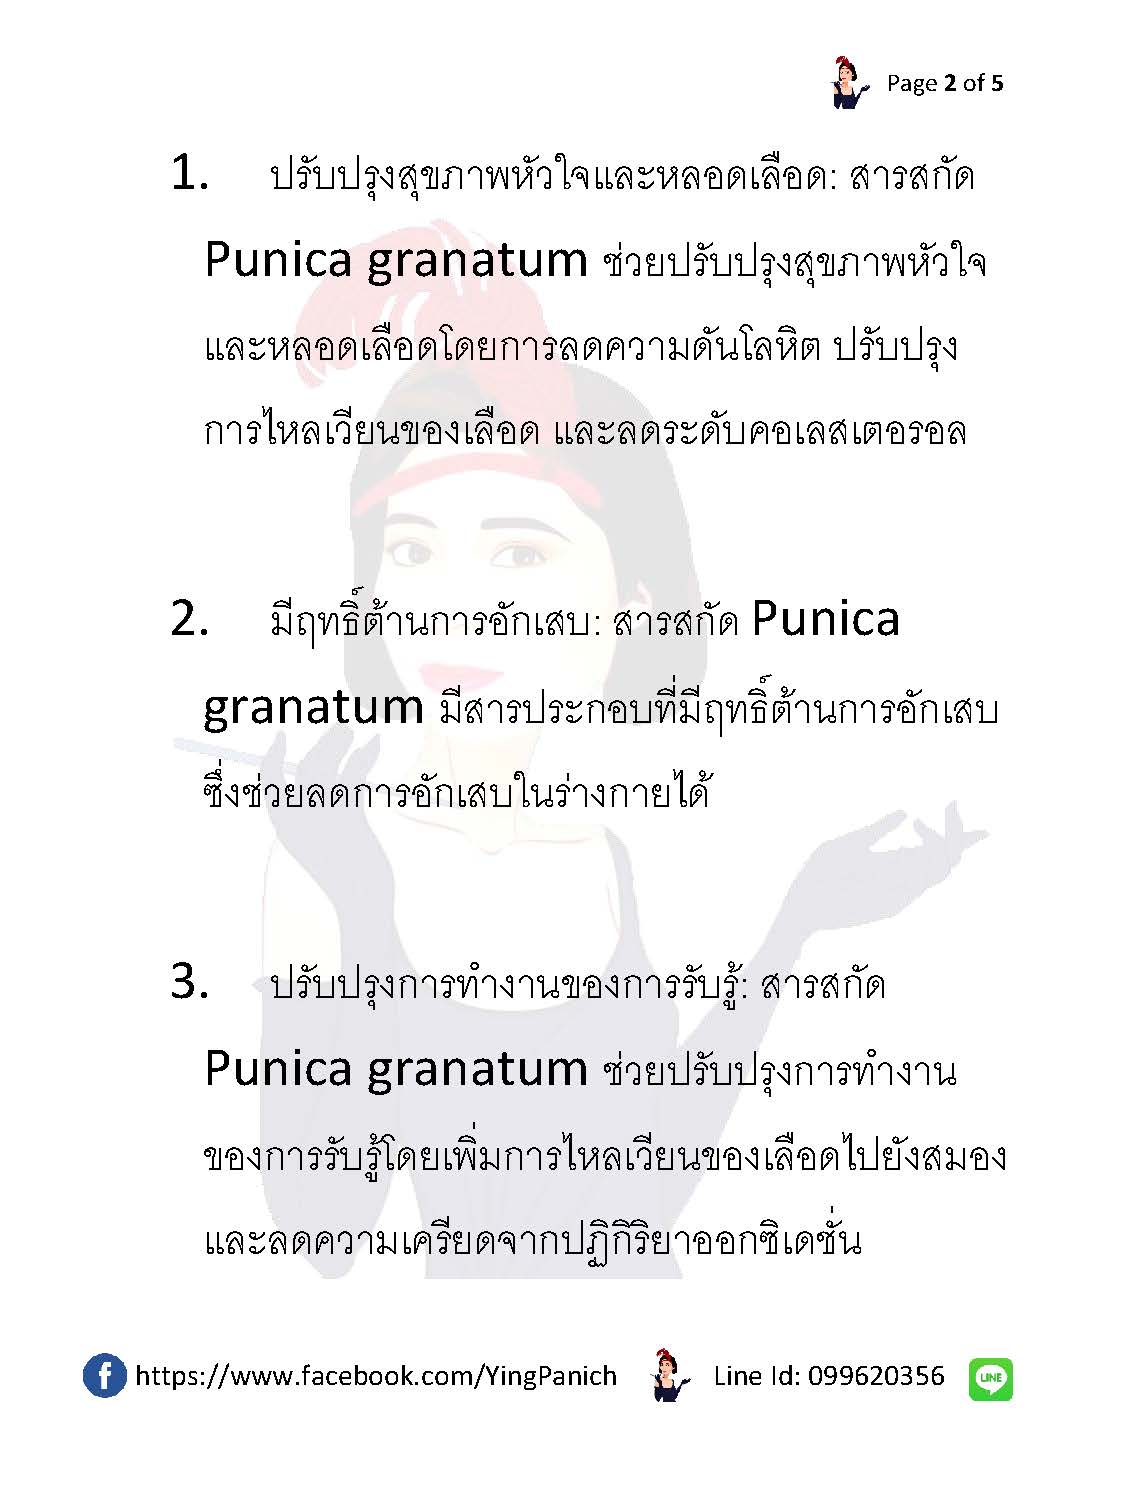 Page 2 of 5
1. ปรับปรุงสุขภาพหัวใจและหลอดเลือด: สารสกัด
Punica granatum ช่วยปรับปรุงสุขภาพหัวใจ
และหลอดเลือดโดยการลดความดันโลหิต ปรับปรุง
การไหลเวียนของเลือด และลดระดับคอเลสเตอรอล
2. มีฤทธิ์ต้านการอักเสบ: สารสกัด Punica
granatum มีสารประกอบที่มีฤทธิ์ต้านการอักเสบ
ซึ่งช่วยลดการอักเสบในร่างกายได้
3. ปรับปรุงการทำงานของการรับรู้: สารสกัด
Punica granatum ช่วยปรับปรุงการทำงาน
ของการรับรู้โดยเพิ่มการไหลเวียนของเลือดไปยังสมอง
และลดความเครียดจากปฏิกิริยาออกซิเดชั่น
https://www.facebook.com/YingPanich Line Id: 099620356 LINE